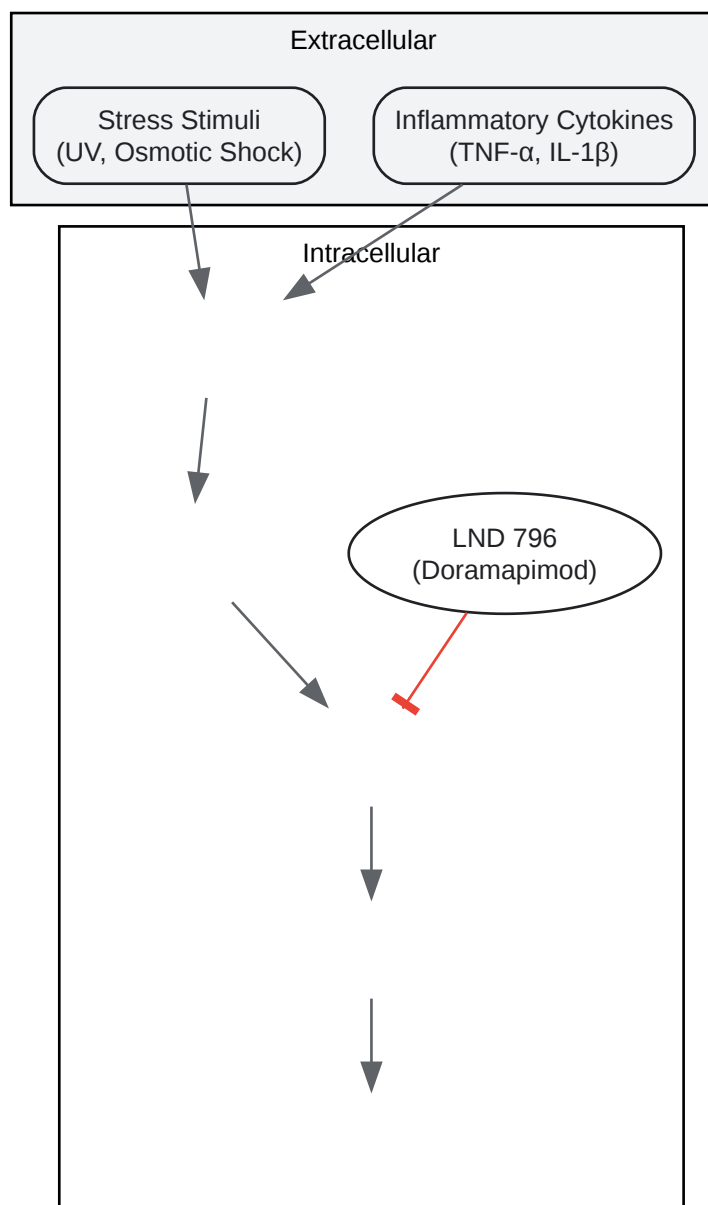 Extracellular
Stress Stimuli
(UV, Osmotic Shock)
Inflammatory Cytokines
(TNF-α, IL-1β)
Intracellular
LND 796
(Doramapimod)